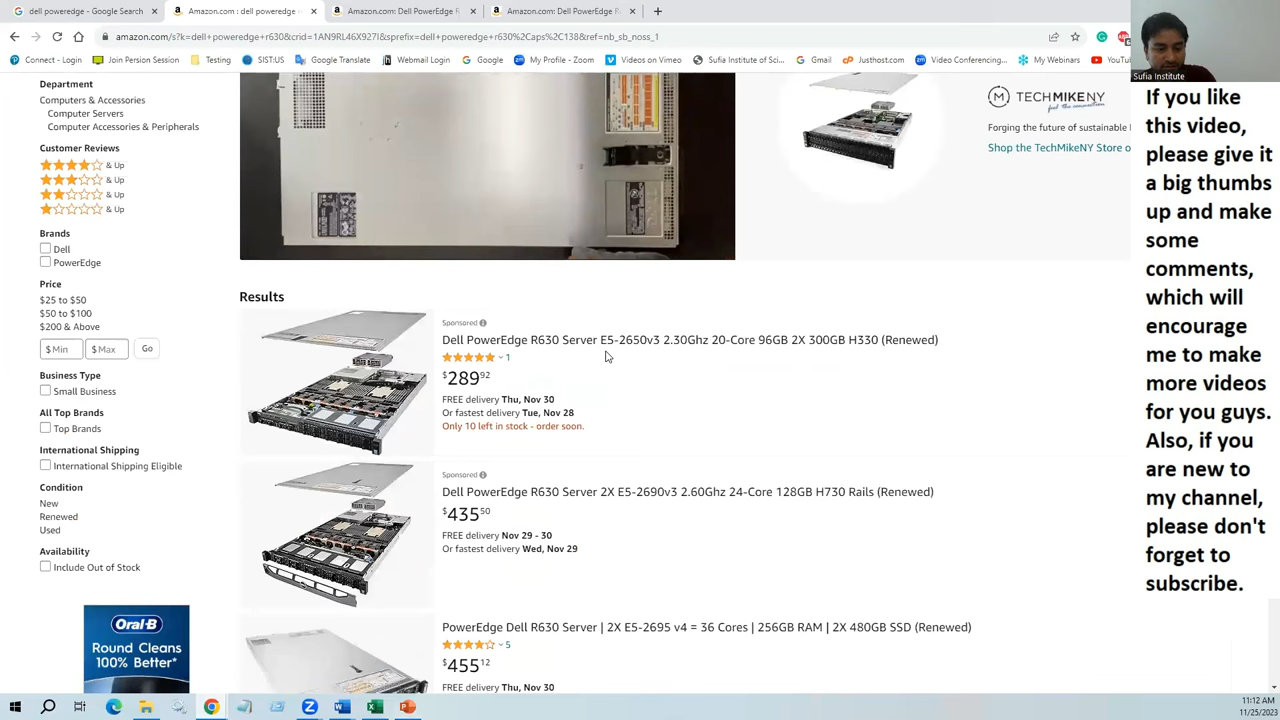 dell poweredge - Google Search
Amazon.com : dell poweredge
Amazon.com: Dell PowerEdge R
Amazon.com: Dell PowerEdge R
amazon.com/s?k=dell+poweredge+r630&crid=1AN9RL46X927I&sprefix=dell+poweredge+r630%2Caps%2C138&ref=nb_sb_noss_1
Connect - Login
Join Persion Session
Testing
SIST:US
Google Translate
Webmail Login
Google
My Profile - Zoom
Videos on Vimeo
Sufia Institute of Sci...
Gmail
Justhost.com
Video Conferencing...
My Webinars
YouTu
Sufia Institute
Department
Computers & Accessories
Computer Servers
Computer Accessories & Peripherals
Customer Reviews
& Up
& Up
& Up
& Up
Brands
Dell
PowerEdge
Price
$25 to $50
$50 to $100
$200 & Above
$ Min
$ Max
Go
Business Type
Small Business
All Top Brands
Top Brands
International Shipping
International Shipping Eligible
Condition
New
Renewed
Used
Availability
Include Out of Stock
Oral-B
Round Cleans
100% Better*
M TECHMIKENY
Forging the future of sustainable
Shop the TechMikeNY Store o
Results
Sponsored
Dell PowerEdge R630 Server E5-2650v3 2.30Ghz 20-Core 96GB 2X 300GB H330 (Renewed)
1
$289 92
FREE delivery Thu, Nov 30
Or fastest delivery Tue, Nov 28
Only 10 left in stock - order soon.
Sponsored
Dell PowerEdge R630 Server 2X E5-2690v3 2.60Ghz 24-Core 128GB H730 Rails (Renewed)
$435 50
FREE delivery Nov 29 - 30
Or fastest delivery Wed, Nov 29
PowerEdge Dell R630 Server | 2X E5-2695 v4 = 36 Cores | 256GB RAM | 2X 480GB SSD (Renewed)
5
$455 12
FREE delivery Thu, Nov 30
If you like
this video,
please give it
a big thumbs
up and make
some
comments,
which will
encourage
me to make
more videos
for you guys.
Also, if you
are new to
my channel,
please don't
forget to
subscribe.
11:12 AM
11/25/2023